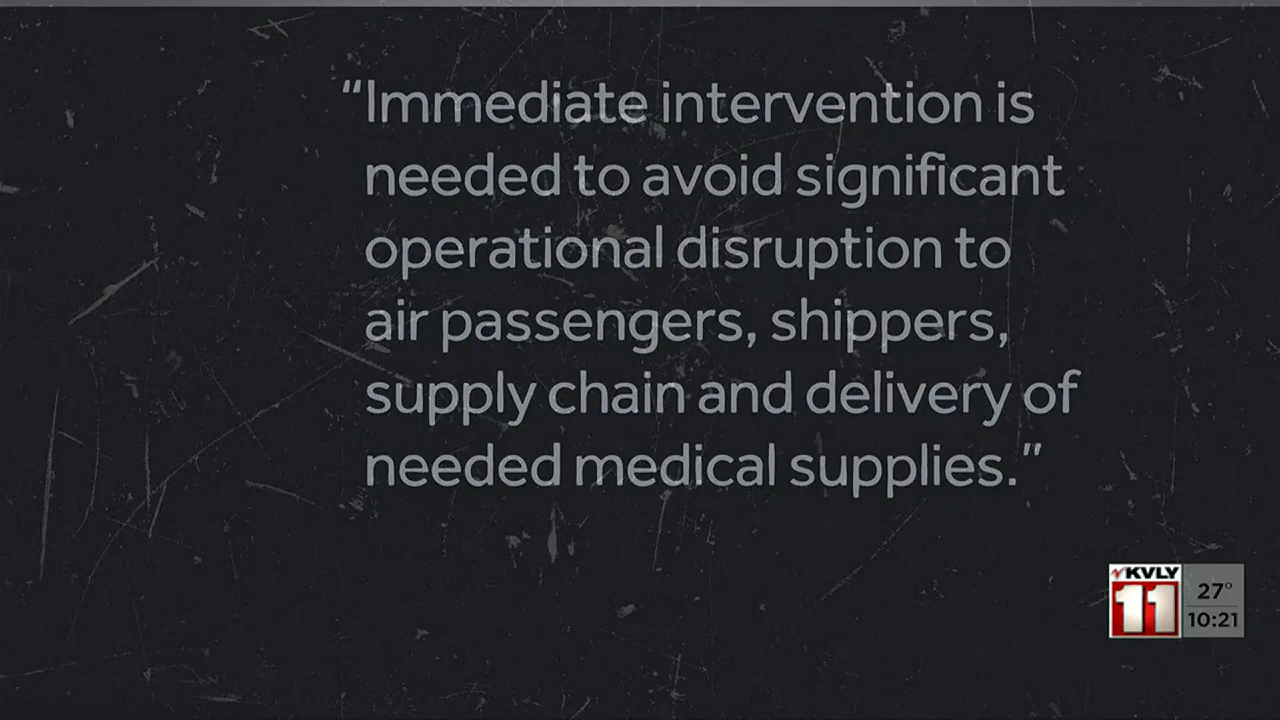 “Immediate intervention is
needed to avoid significant
operational disruption to
air passengers, shippers,
supply chain and delivery of
needed medical supplies.”
KVLY
11
27°
10:21